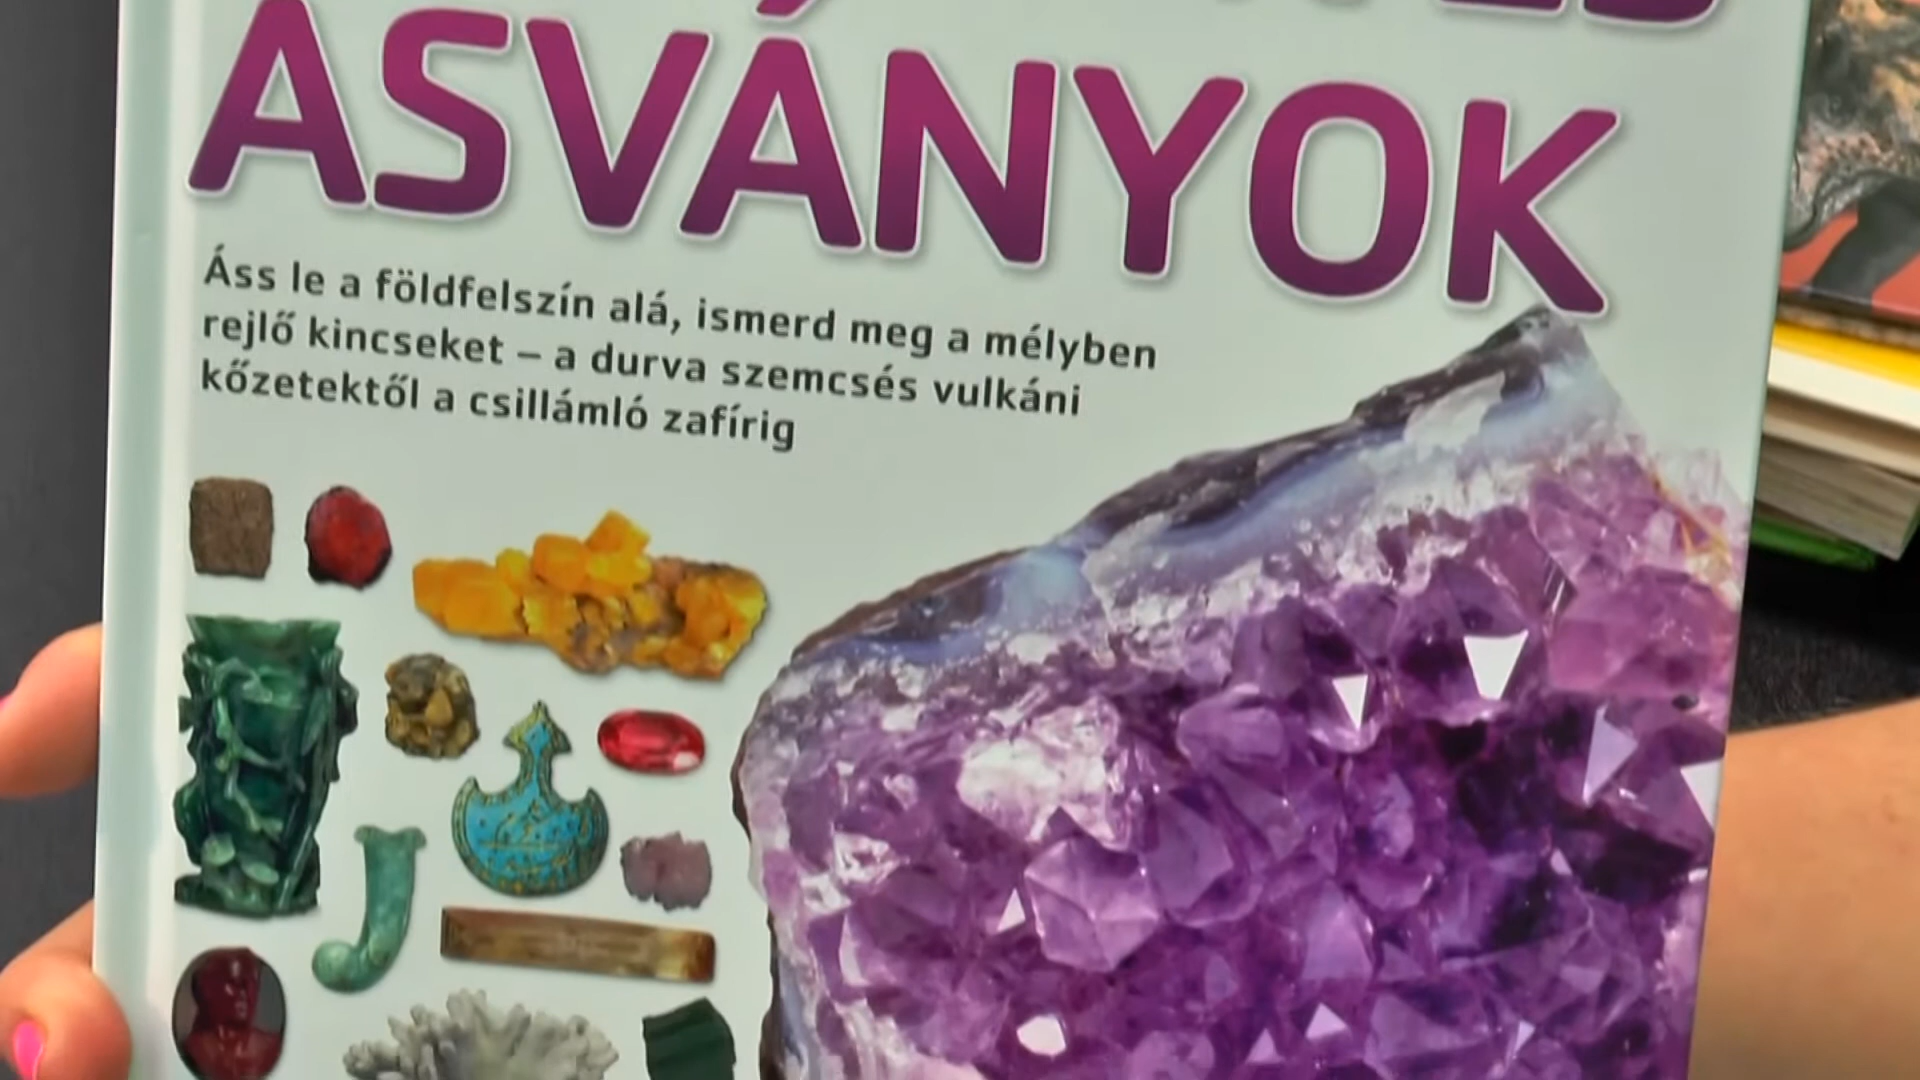 ÁSVÁNYOK
Áss le a földfelszín alá, ismerd meg a mélyben
rejlő kincseket – a durva szemcsés vulkáni
kőzetektől a csillámló zafírig